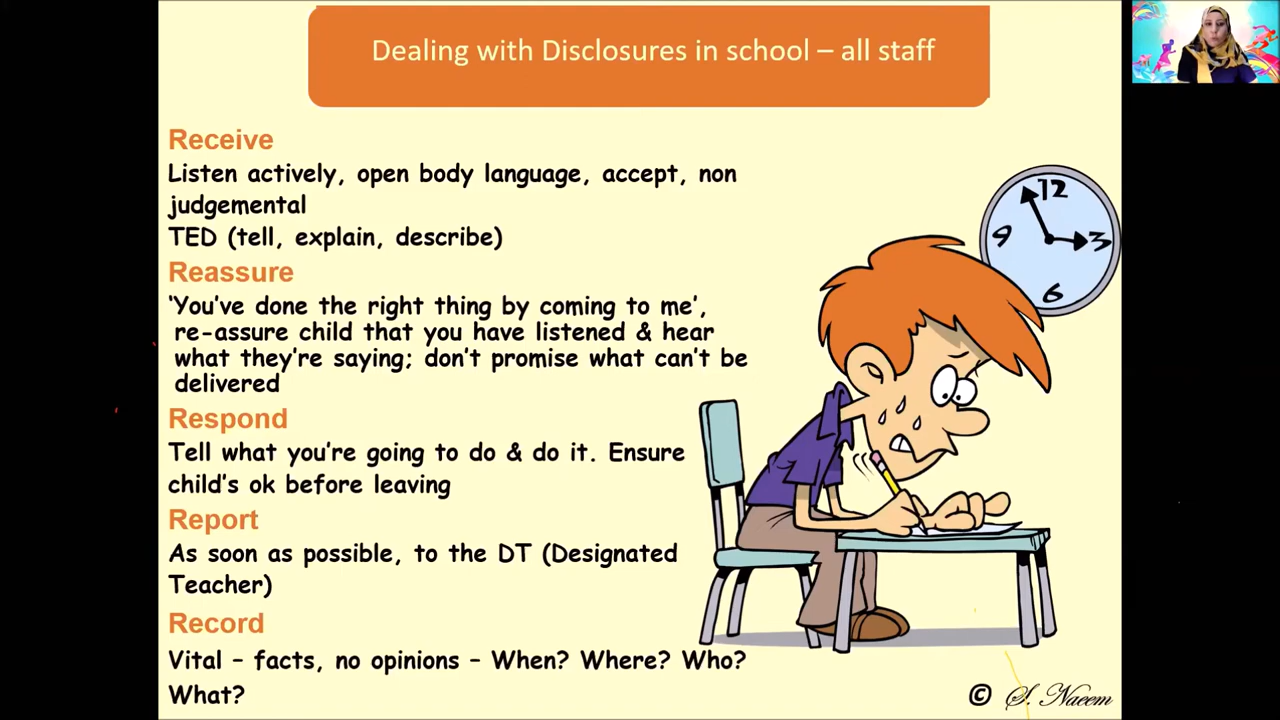 Dealing with Disclosures in school – all staff
Receive
Listen actively, open body language, accept, non
judgemental
TED (tell, explain, describe)
Reassure
‘You’ve done the right thing by coming to me’,
re-assure child that you have listened & hear
what they’re saying; don’t promise what can’t be
delivered
Respond
Tell what you’re going to do & do it. Ensure
child’s ok before leaving
Report
As soon as possible, to the DT (Designated
Teacher)
Record
Vital – facts, no opinions – When? Where? Who?
What?
12
9 3
6
© S. Naeem